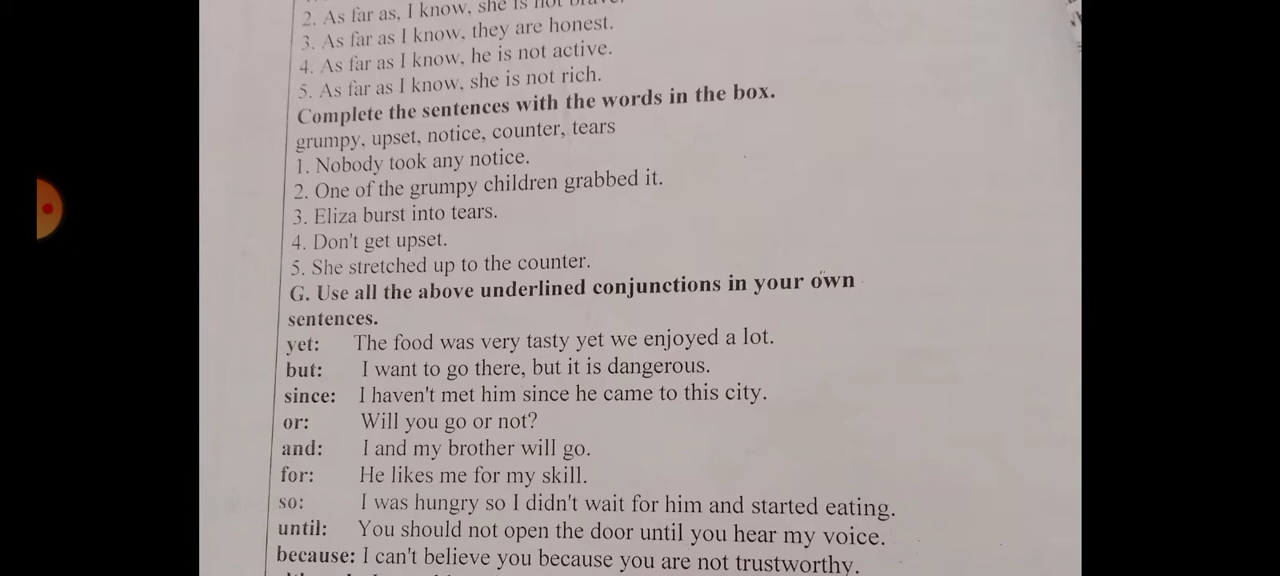 2. As far as, I know, she is not
3. As far as I know, they are honest.
4. As far as I know, he is not active.
5. As far as I know, she is not rich.
Complete the sentences with the words in the box.
grumpy, upset, notice, counter, tears
1. Nobody took any notice.
2. One of the grumpy children grabbed it.
3. Eliza burst into tears.
4. Don't get upset.
5. She stretched up to the counter.
G. Use all the above underlined conjunctions in your own
sentences.
yet: The food was very tasty yet we enjoyed a lot.
but: I want to go there, but it is dangerous.
since: I haven't met him since he came to this city.
or: Will you go or not?
and: I and my brother will go.
for: He likes me for my skill.
so: I was hungry so I didn't wait for him and started eating.
until: You should not open the door until you hear my voice.
because: I can't believe you because you are not trustworthy.